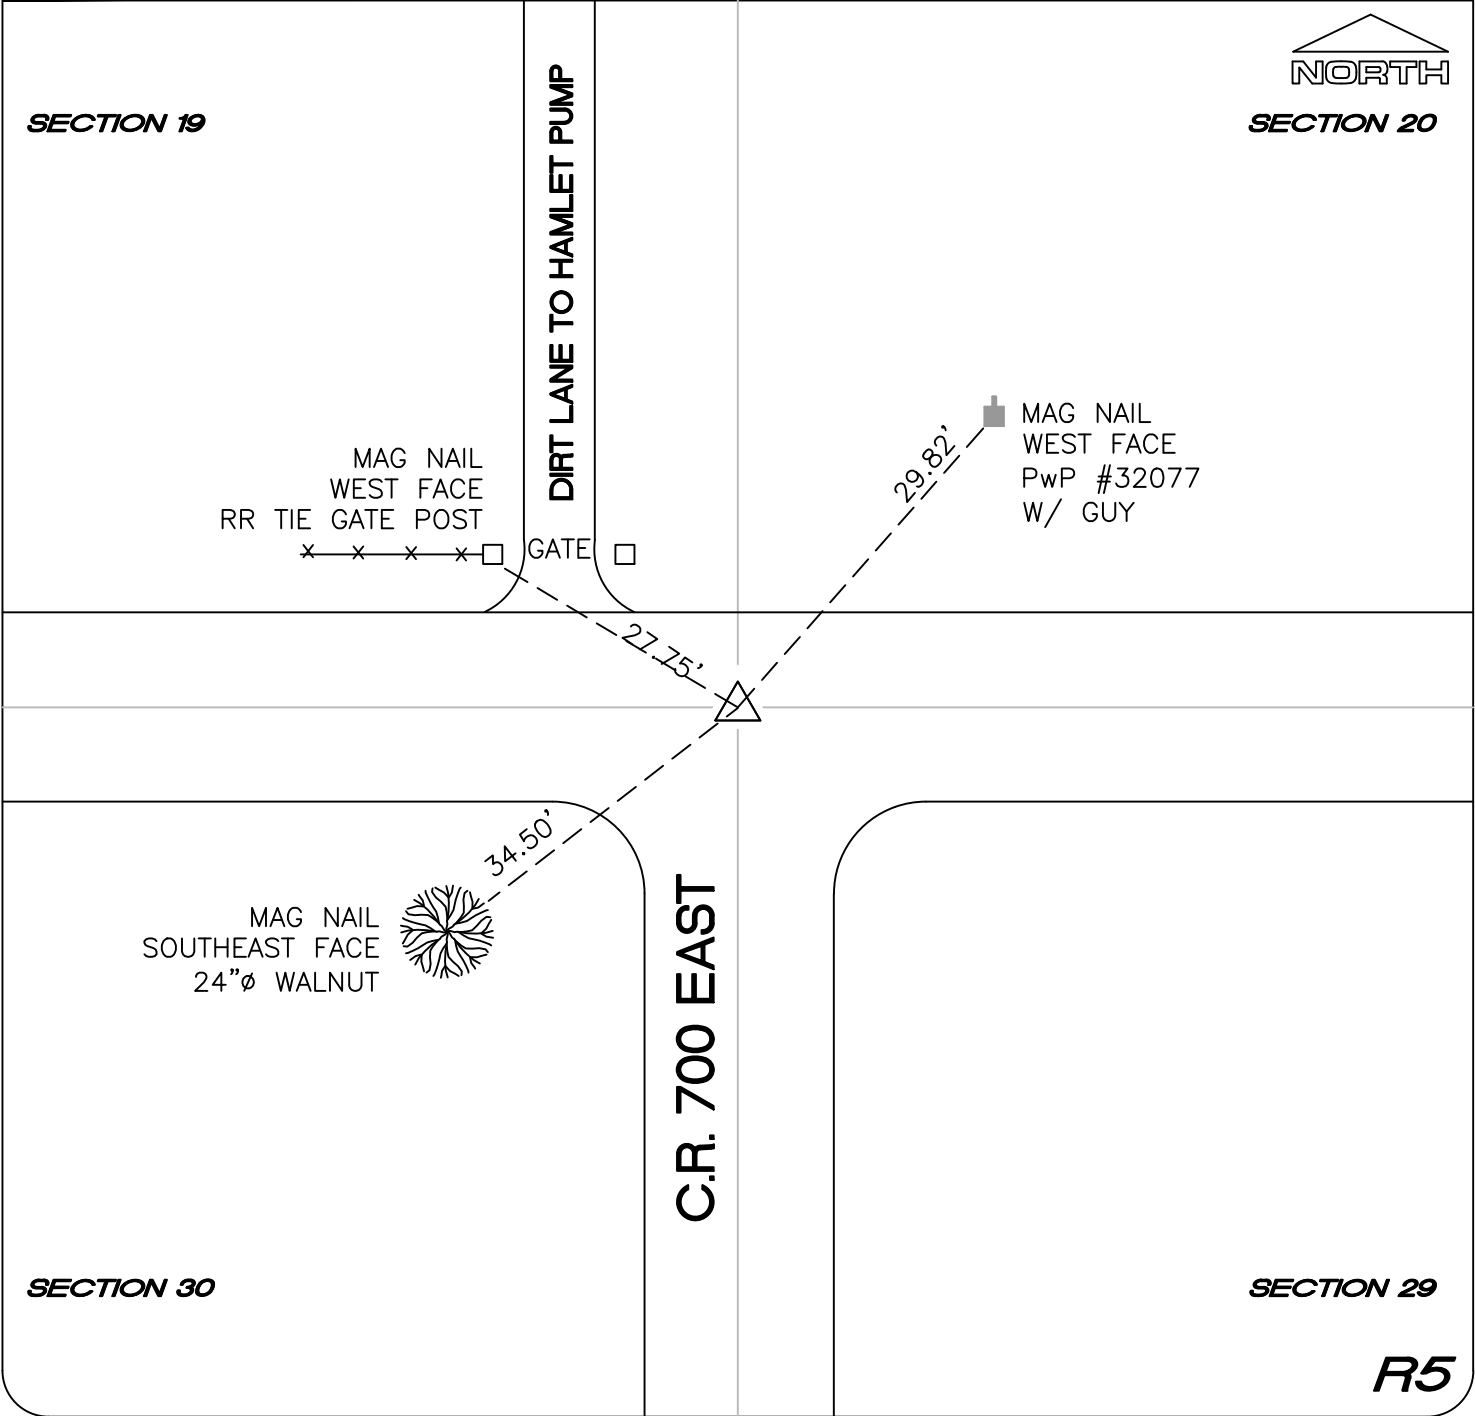 NORTH
SECTION 19
SECTION 20
DIRT LANE TO HAMLET PUMP
MAG NAIL
WEST FACE
PwP #32077
W/ GUY
29.82'
MAG NAIL
WEST FACE
RR TIE GATE POST
GATE
27.75'
34.50'
MAG NAIL
SOUTHEAST FACE
24"ø WALNUT
C.R. 700 EAST
SECTION 30
SECTION 29
R5